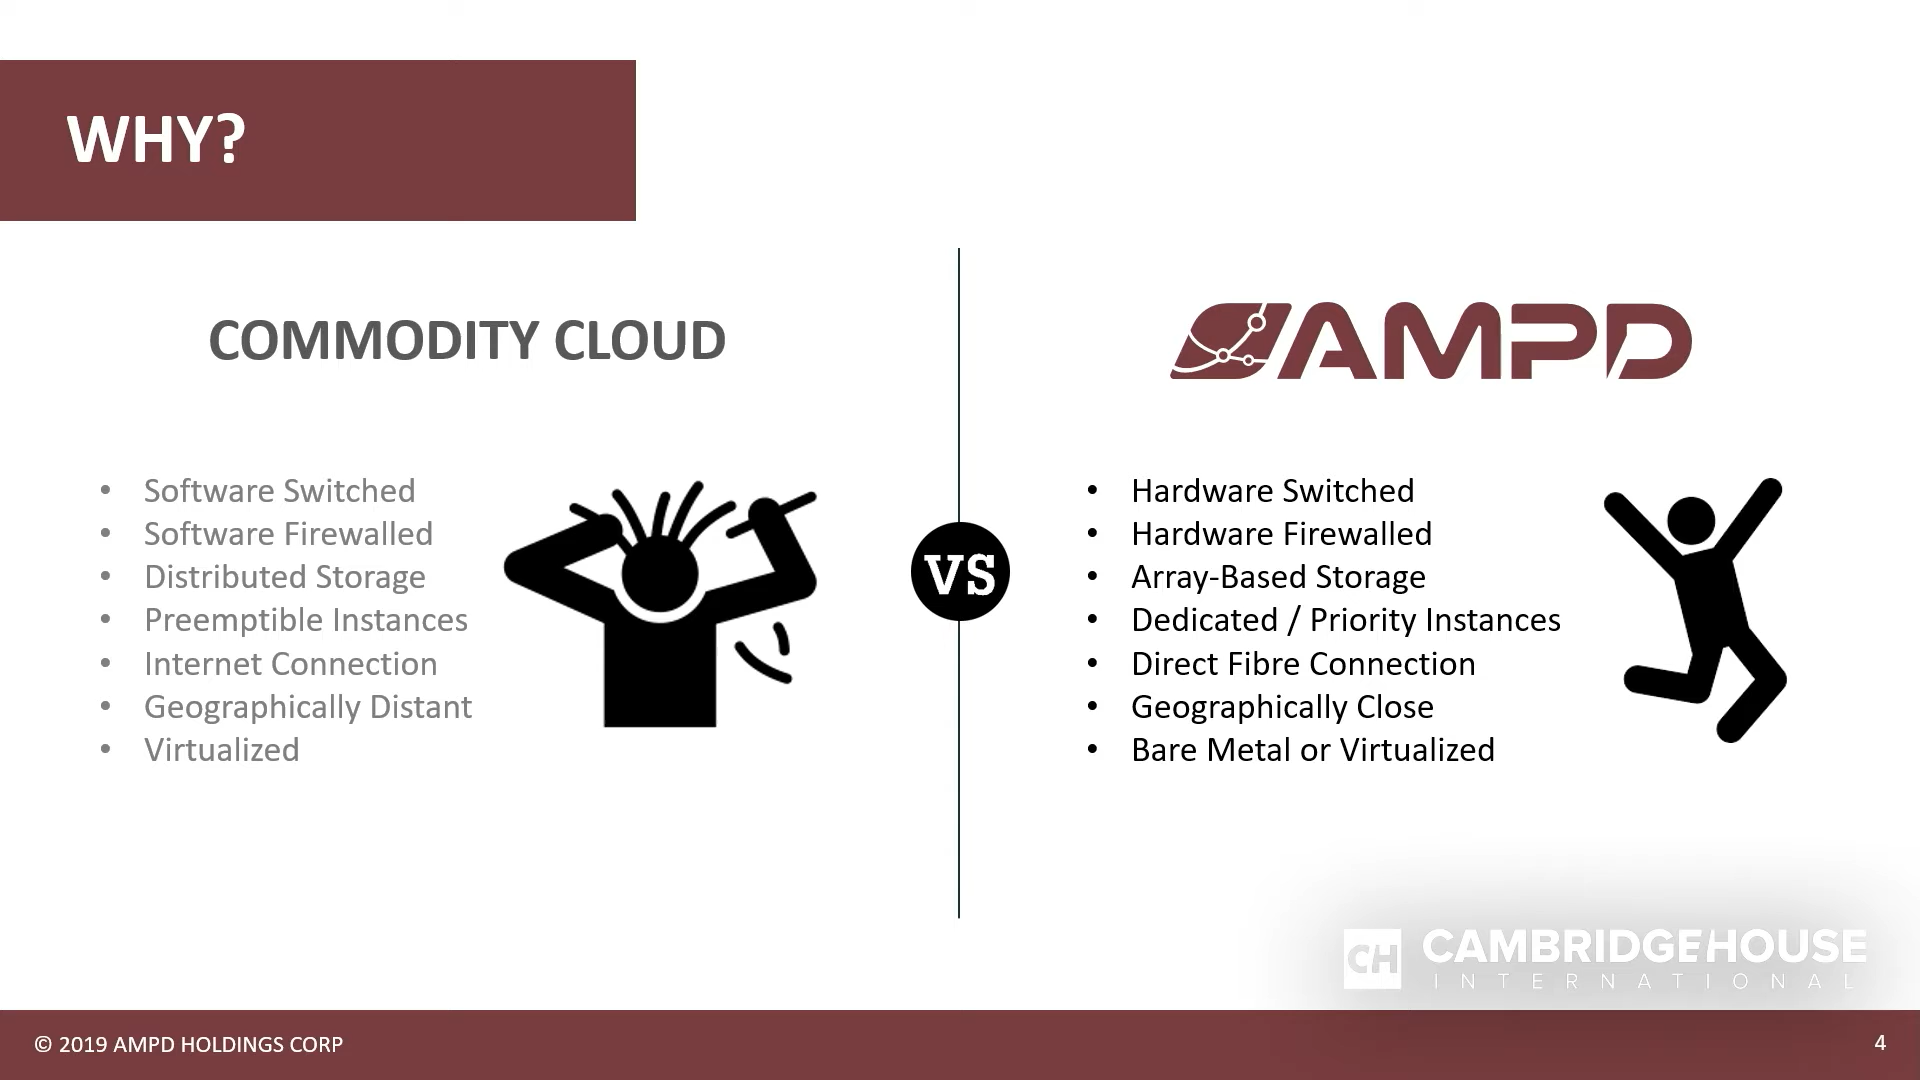 WHY?
COMMODITY CLOUD
• Software Switched
• Software Firewalled
• Distributed Storage
• Preemptible Instances
• Internet Connection
• Geographically Distant
• Virtualized
VS
AMPD
• Hardware Switched
• Hardware Firewalled
• Array-Based Storage
• Dedicated / Priority Instances
• Direct Fibre Connection
• Geographically Close
• Bare Metal or Virtualized
CH CAMBRIDGEHOUSE
INTERNATIONAL
© 2019 AMPD HOLDINGS CORP
4